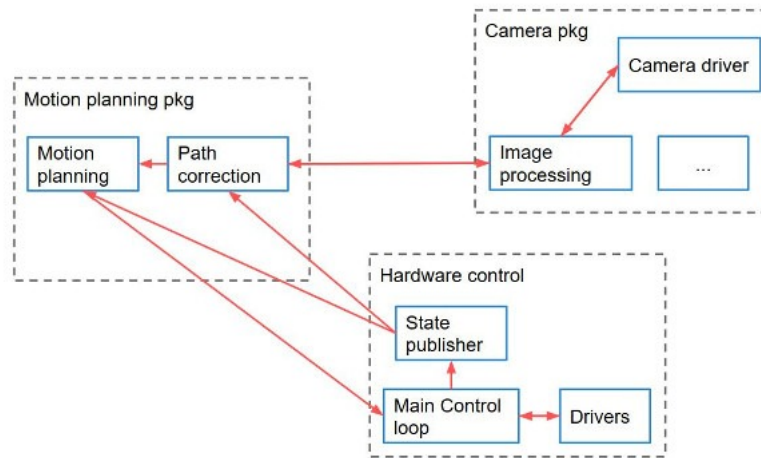 Camera pkg
Camera driver
Image
processing
...
Motion planning pkg
Motion
planning
Path
correction
Hardware control
State
publisher
Main Control
loop
Drivers